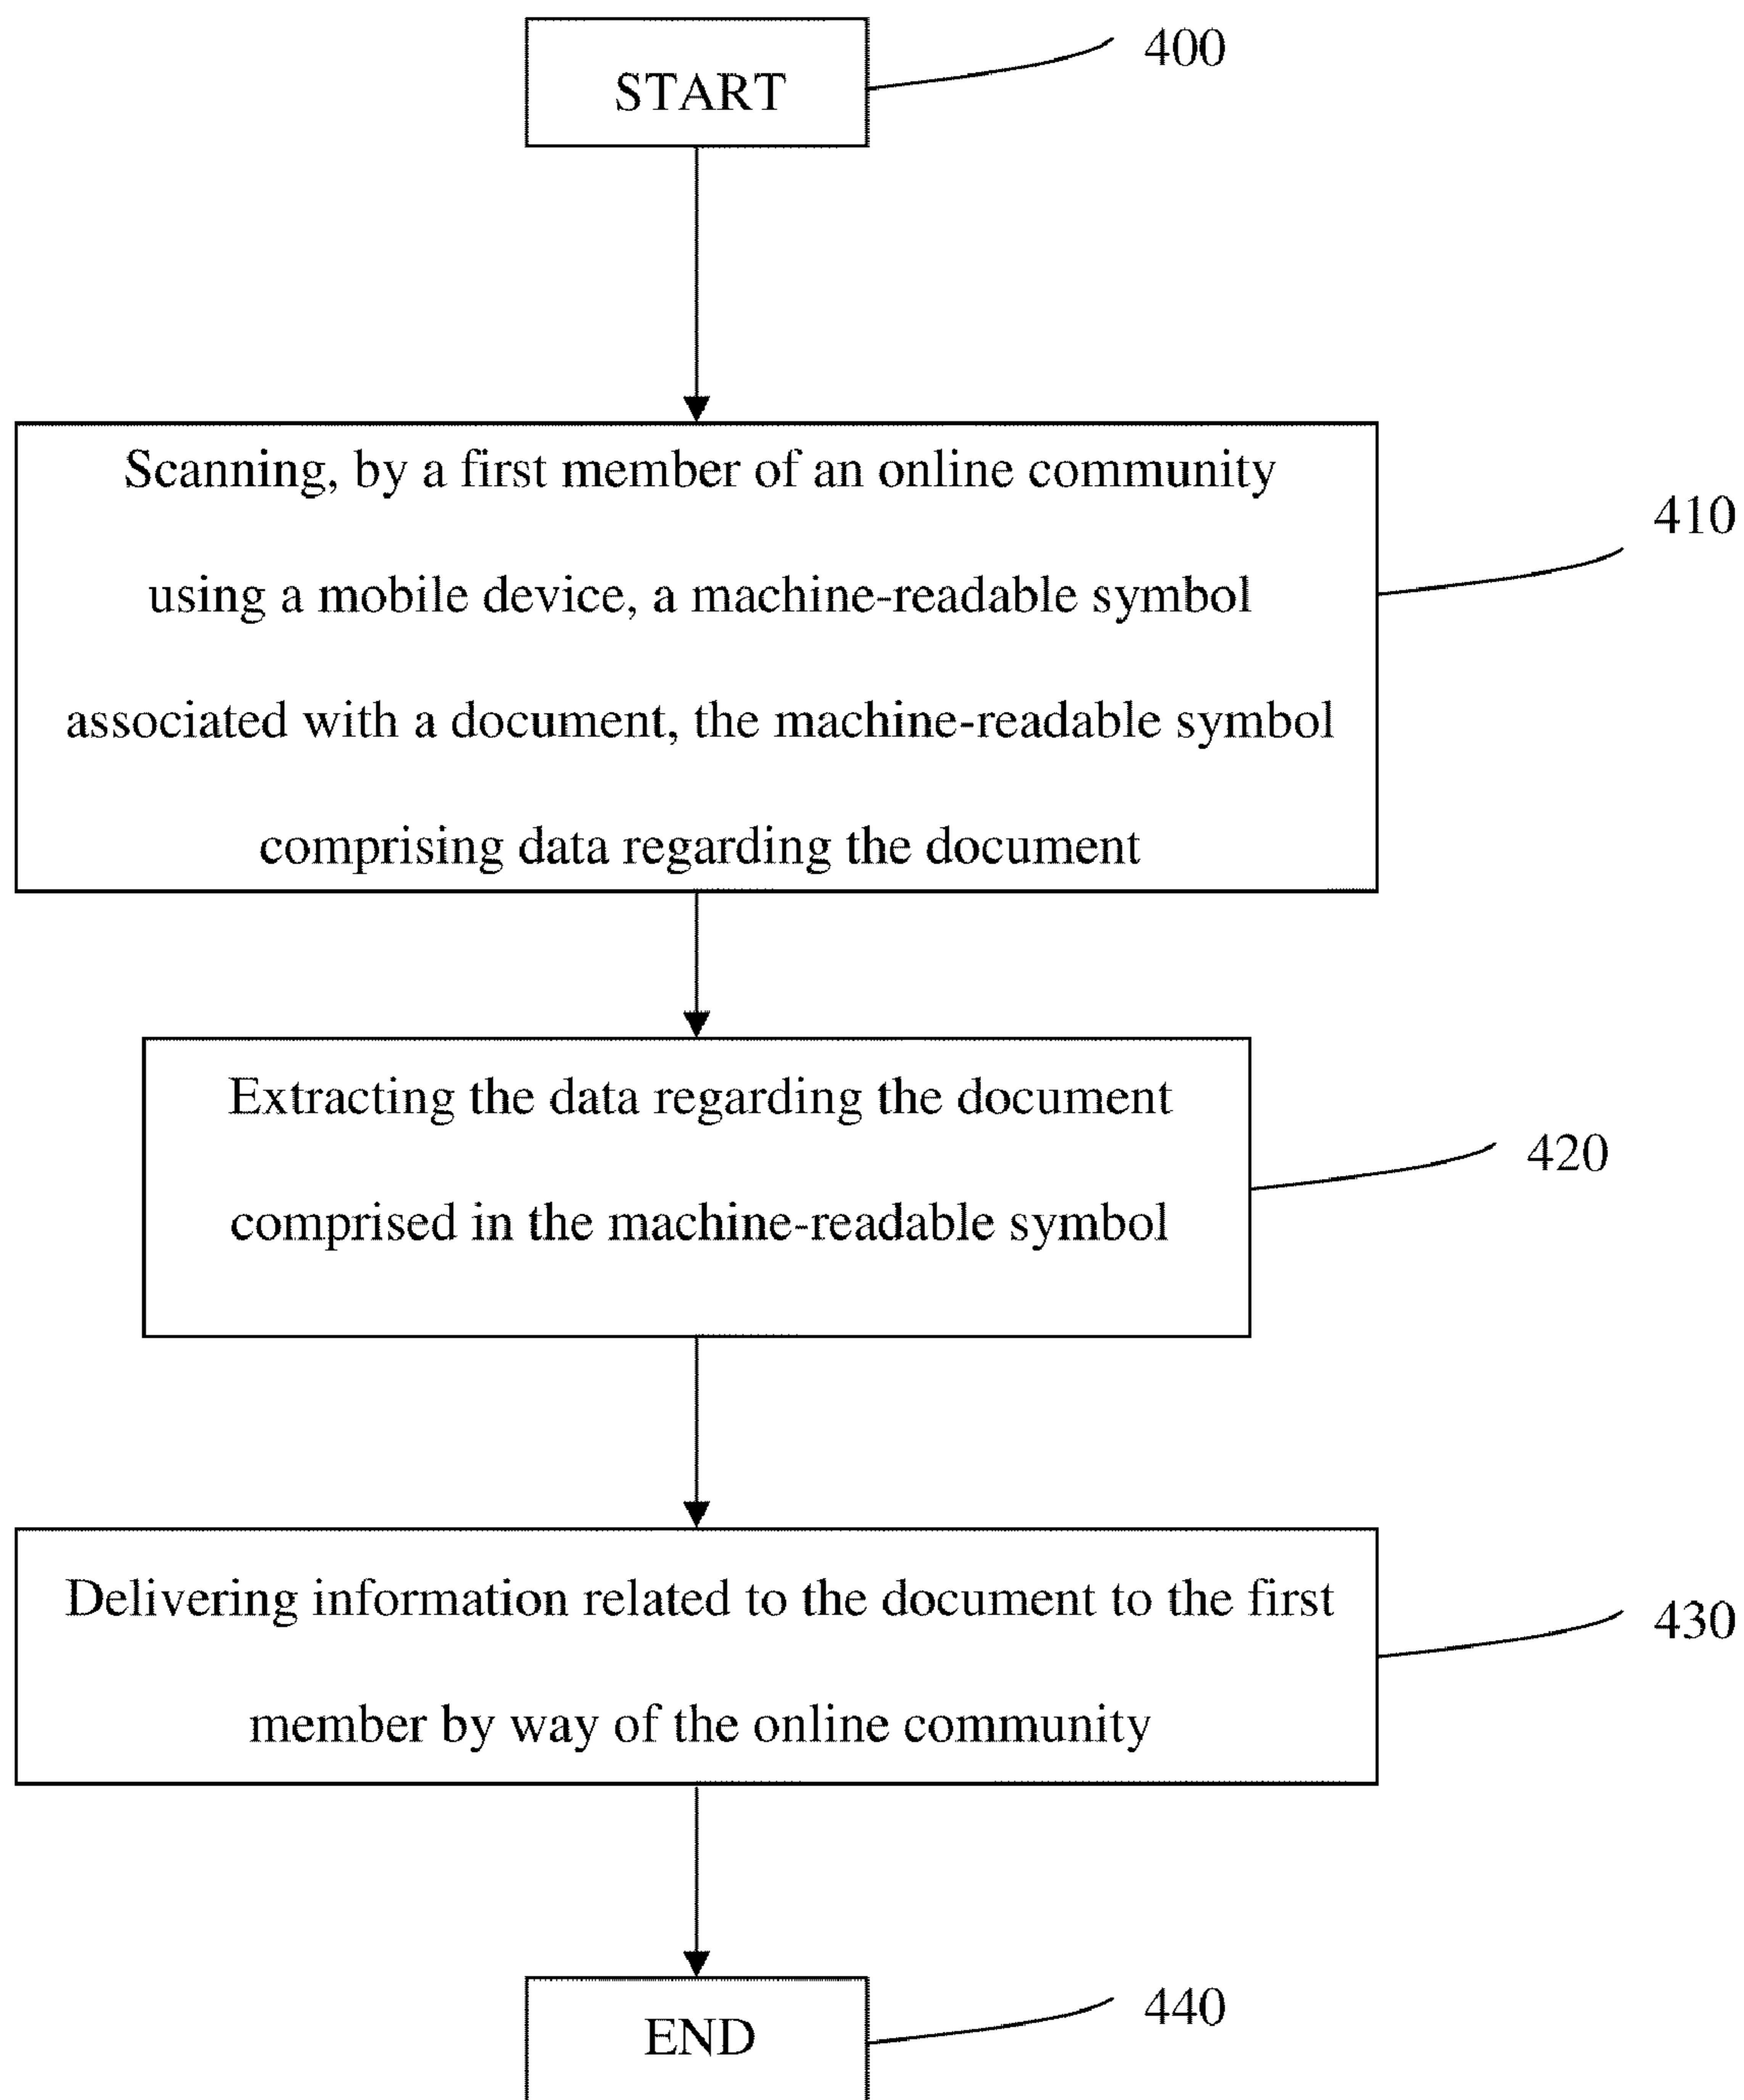 400
START
Scanning, by a first member of an online community
410
using a mobile device, a machine-readable symbol
associated with a document, the machine-readable symbol
comprising data regarding the document
Extracting the data regarding the document
420
comprised in the machine-readable symbol
Delivering information related to the document to the first
430
member by way of the online community
440
END